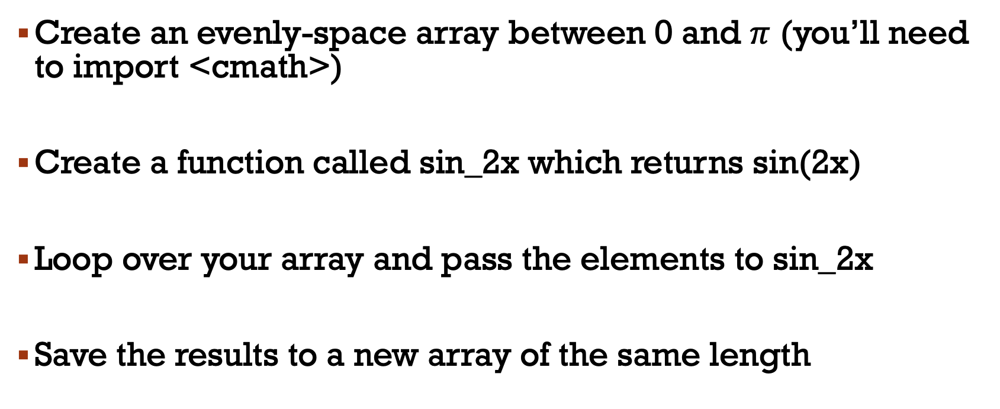 ▪Create an evenly-space array between 0 and π (you’ll need
to import <cmath>)
▪Create a function called sin_2x which returns sin(2x)
▪Loop over your array and pass the elements to sin_2x
▪Save the results to a new array of the same length